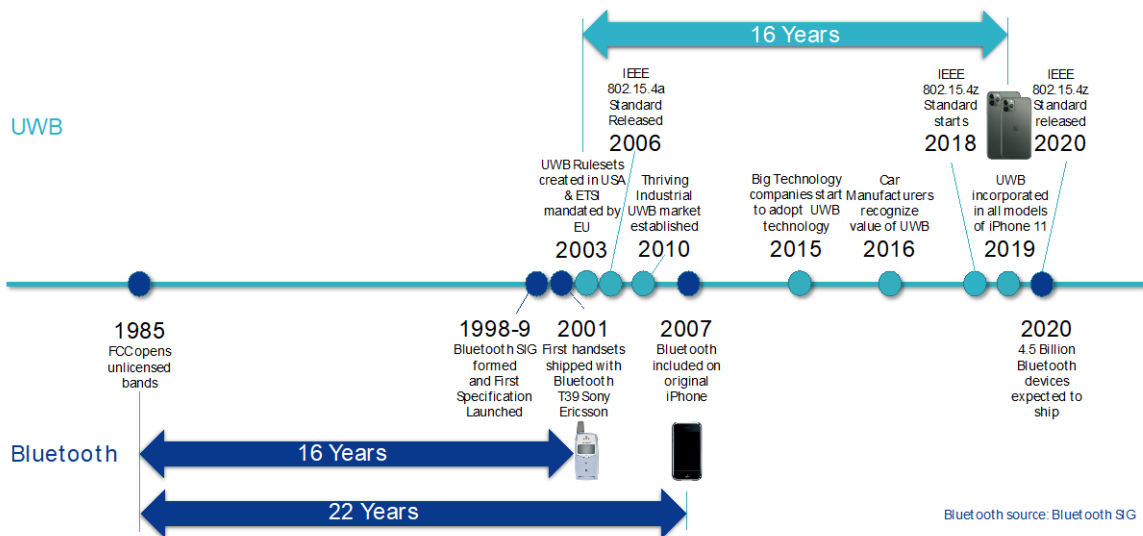 16 Years
UWB
IEEE
802.15.4a
Standard
Released
2006
IEEE
802.15.4z
Standard
starts
2018
IEEE
802.15.4z
Standard
released
2020
UWB Rulesets
created in USA
& ETSI
mandated by
EU
2003
Thriving
Industrial
UWB market
established
2010
Big Technology
companies start
to adopt UWB
technology
2015
Car
Manufacturers
recognize
value of UWB
2016
UWB
incorporated
in all models
of iPhone 11
2019
1985
FCC opens
unlicensed
bands
1998-9
Bluetooth SIG
formed
and First
Specification
Launched
2001
First handsets
shipped with
Bluetooth
T39 Sony
Ericsson
2007
Bluetooth
included on
original
iPhone
2020
4.5 Billion
Bluetooth
devices
expected to
ship
Bluetooth
16 Years
22 Years
Bluetooth source: Bluetooth SIG